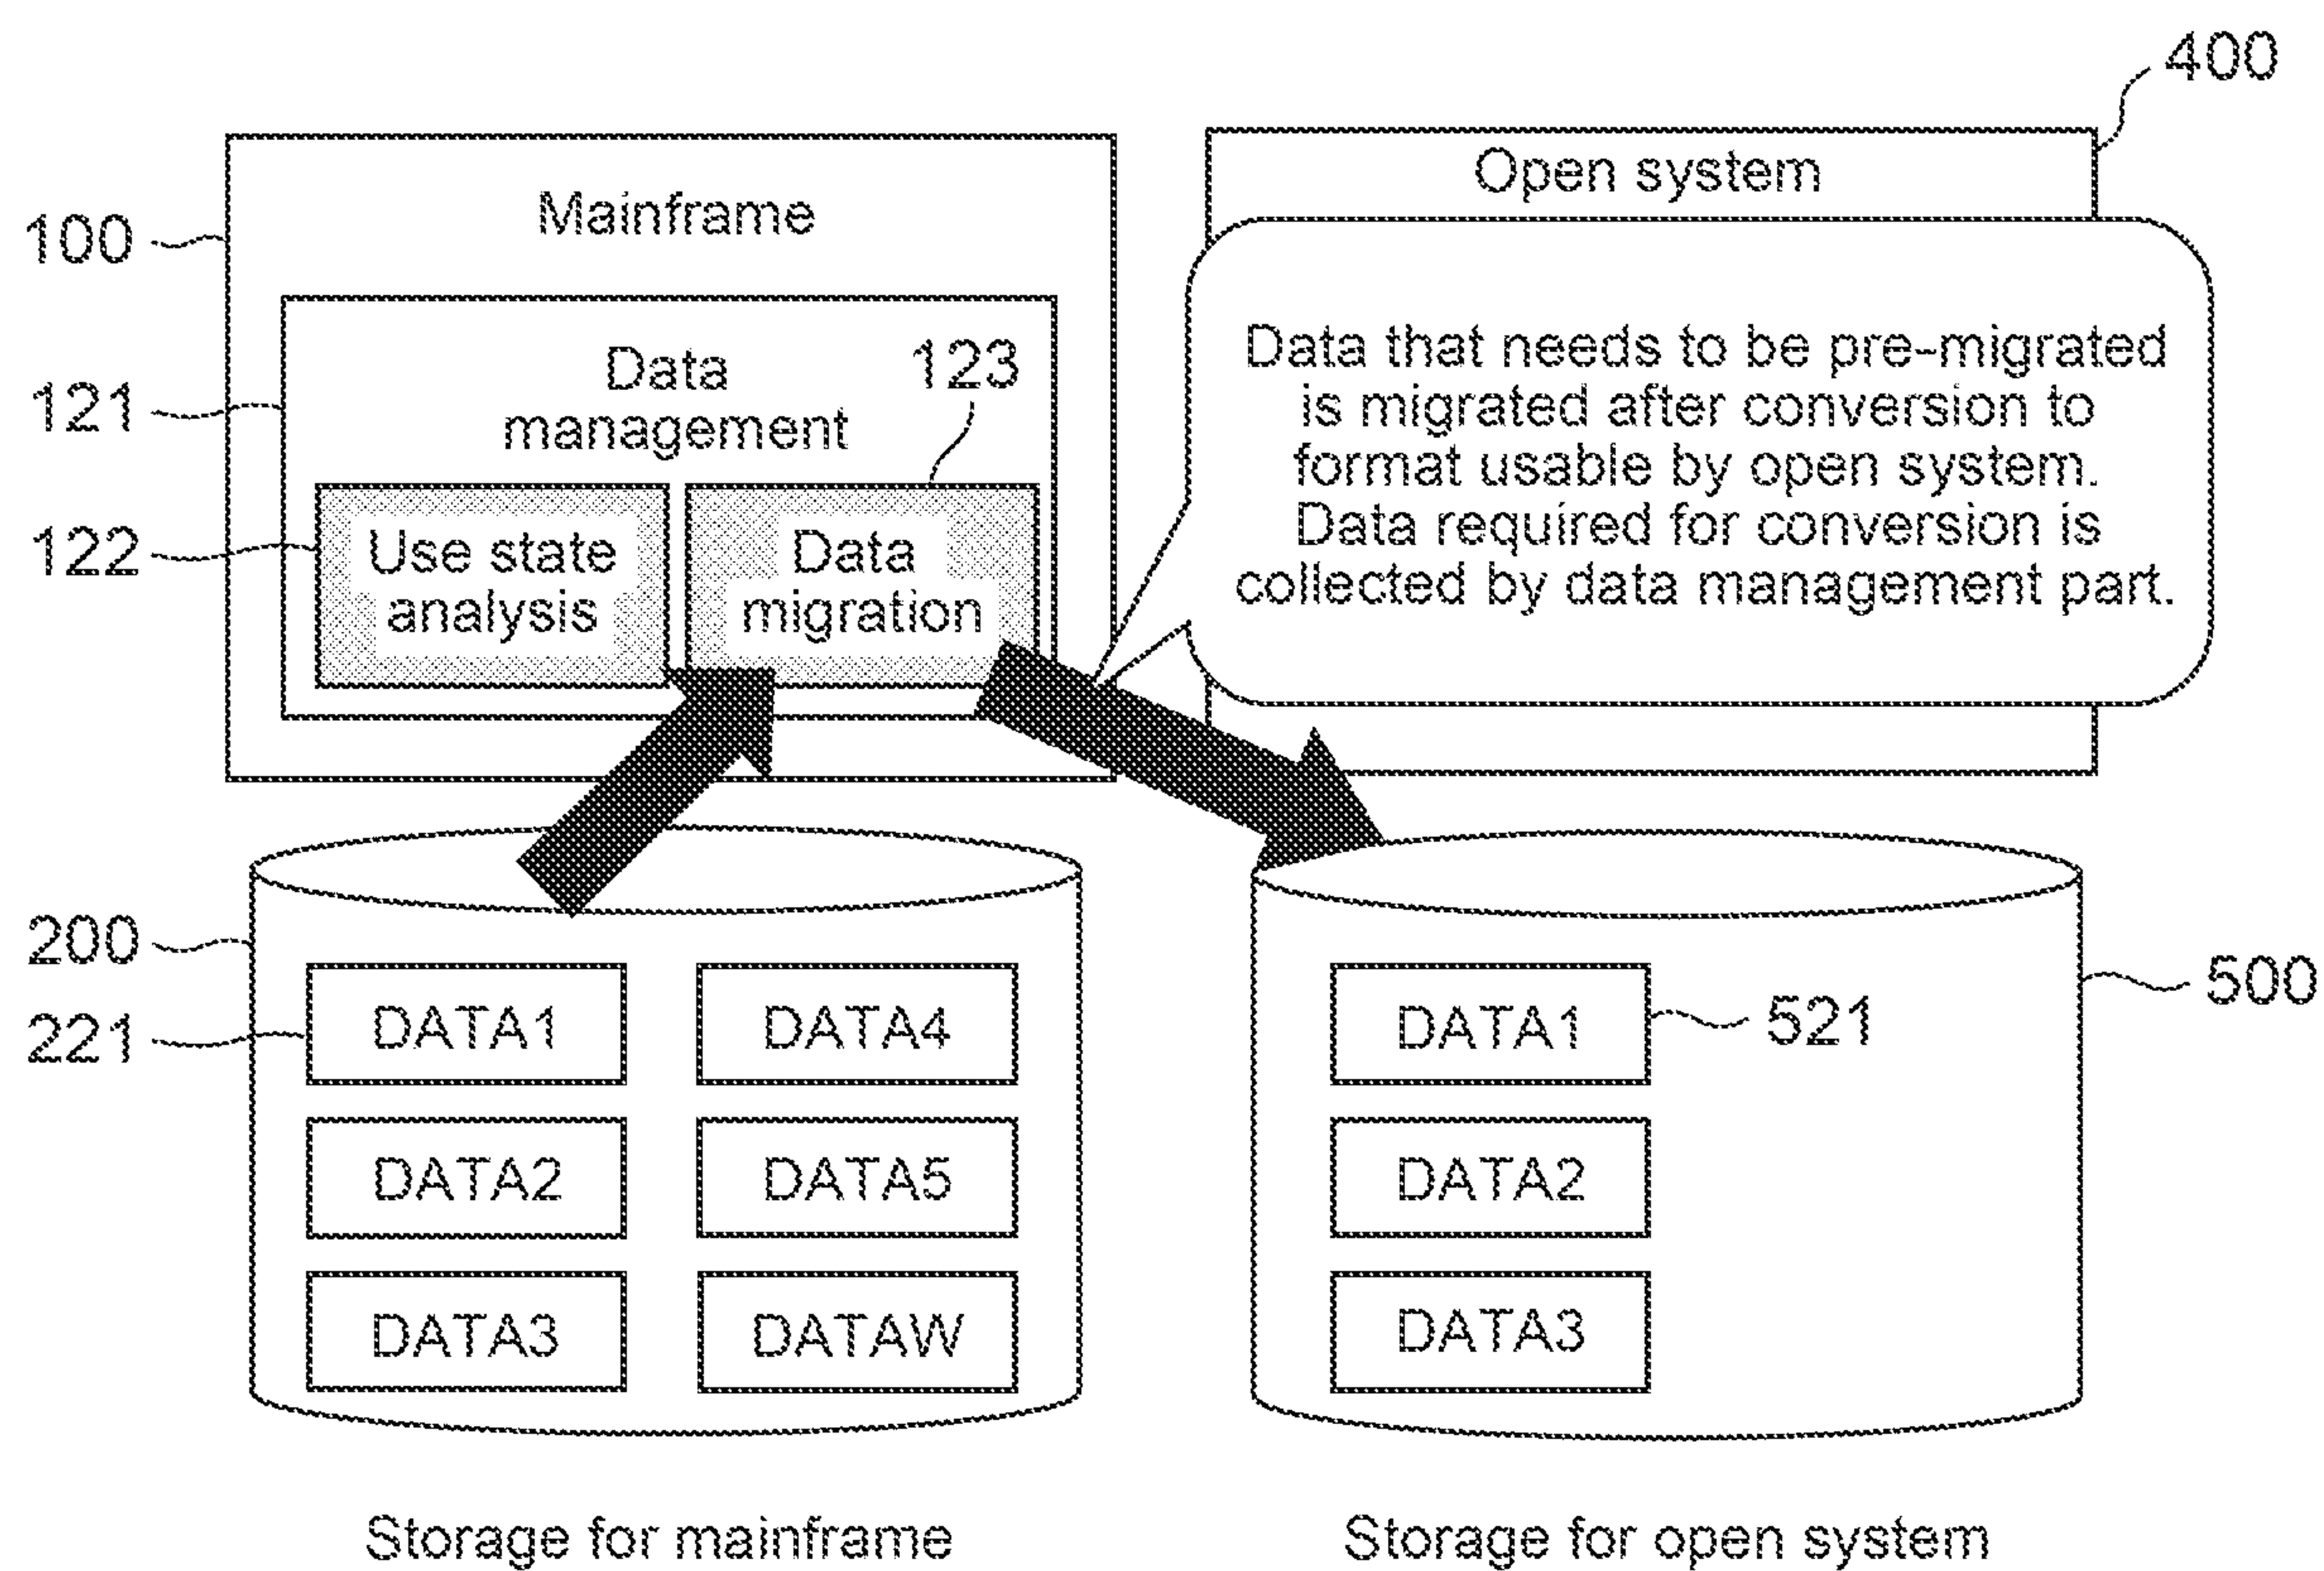 400
Mainframe
Open system
100
121
Data
management
123
122
Use state
analysis
Data
migration
Data that needs to be pre-migrated
is migrated after conversion to
format usable by open system.
Data required for conversion is
collected by data management part.
200
221
DATA1
DATA4
DATA2
DATA5
DATA3
DATAW
500
DATA1
521
DATA2
DATA3
Storage for mainframe
Storage for open system